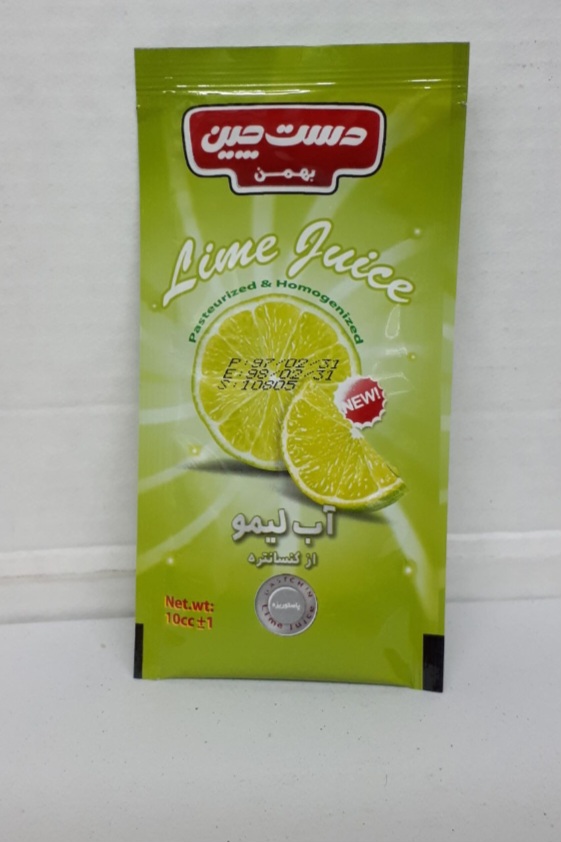 دست چین
بهمن
Lime Juice
Pasteurized & Homogenized
P:97/02/31
E:98/02/31
S:10805
NEW!
آب لیمو
از کنسانتره
Net.wt:
10cc±1